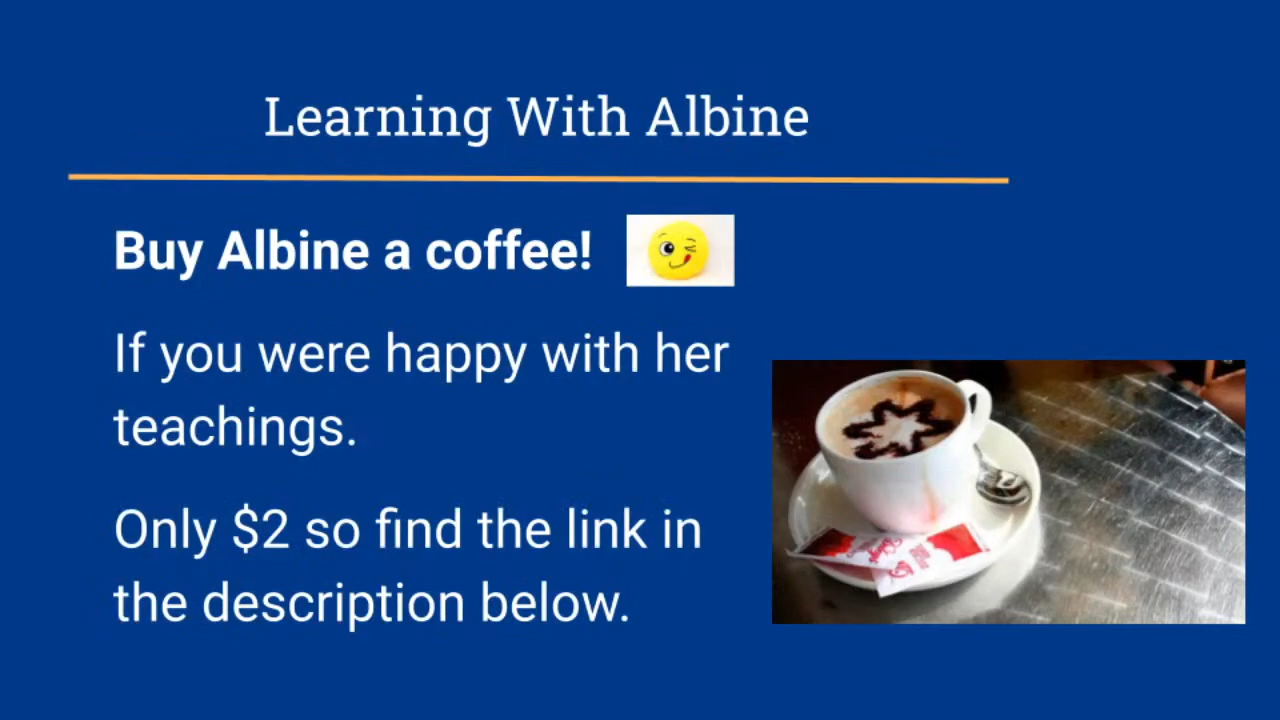 Learning With Albine
Buy Albine a coffee!
If you were happy with her
teachings.
Only $2 so find the link in
the description below.